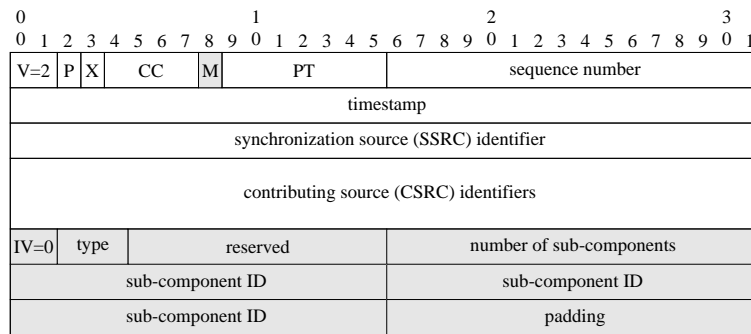 0 1 2 3
0 1 2 3 4 5 6 7 8 9 0 1 2 3 4 5 6 7 8 9 0 1 2 3 4 5 6 7 8 9 0 1
V=2 P X CC M PT sequence number
timestamp
synchronization source (SSRC) identifier
contributing source (CSRC) identifiers
IV=0 type reserved number of sub-components
sub-component ID sub-component ID
sub-component ID padding